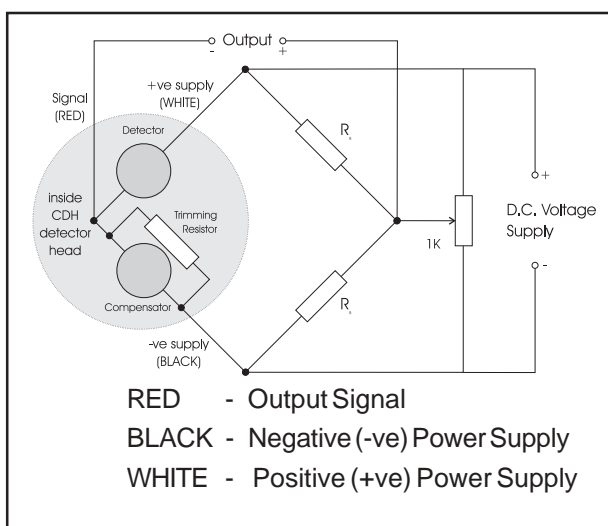 - Output +
+ve supply
(WHITE)
Signal
(RED)
Detector
R
inside
CDH
detector
head
Trimming
Resistor
+
D.C. Voltage
Supply
-
1K
R
Compensator
-ve supply
(BLACK)
RED - Output Signal
BLACK - Negative (-ve) Power Supply
WHITE - Positive (+ve) Power Supply